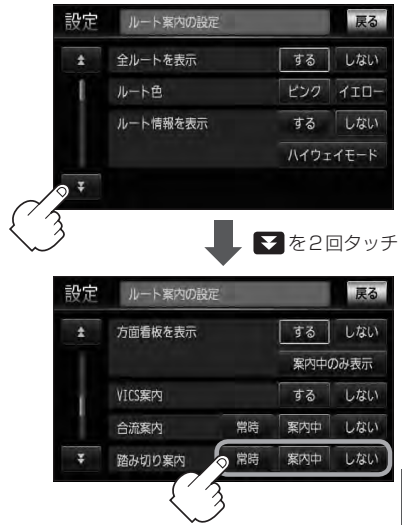 設定 ルート案内の設定 戻る
全ルートを表示 する しない
ルート色 ピンク イエロー
ルート情報を表示 する しない
ハイウェイモード
を2回タッチ
設定 ルート案内の設定 戻る
方面看板を表示 する しない
案内中のみ表示
VICS案内 する しない
合流案内 常時 案内中 しない
踏み切り案内 常時 案内中 しない